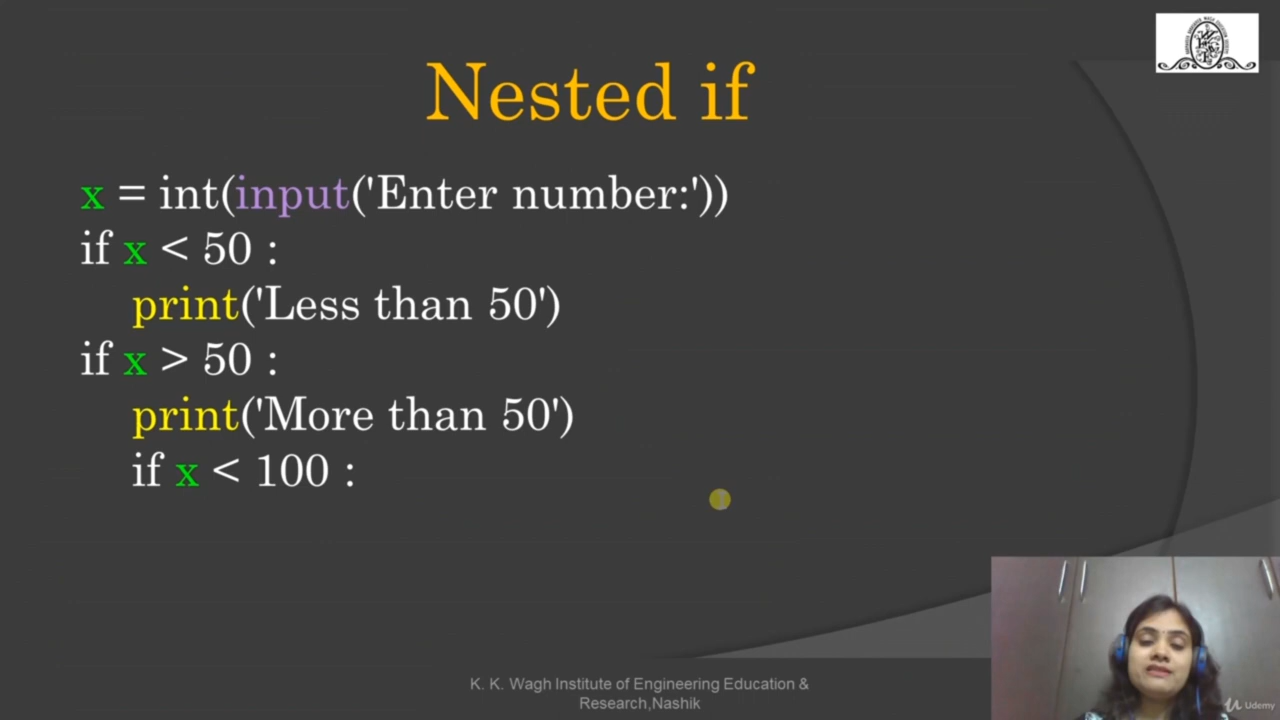 Nested if
x = int(input('Enter number:'))
if x < 50 :
print('Less than 50')
if x > 50 :
print('More than 50')
if x < 100 :
K. K. Wagh Institute of Engineering Education &
Research,Nashik
Udemy